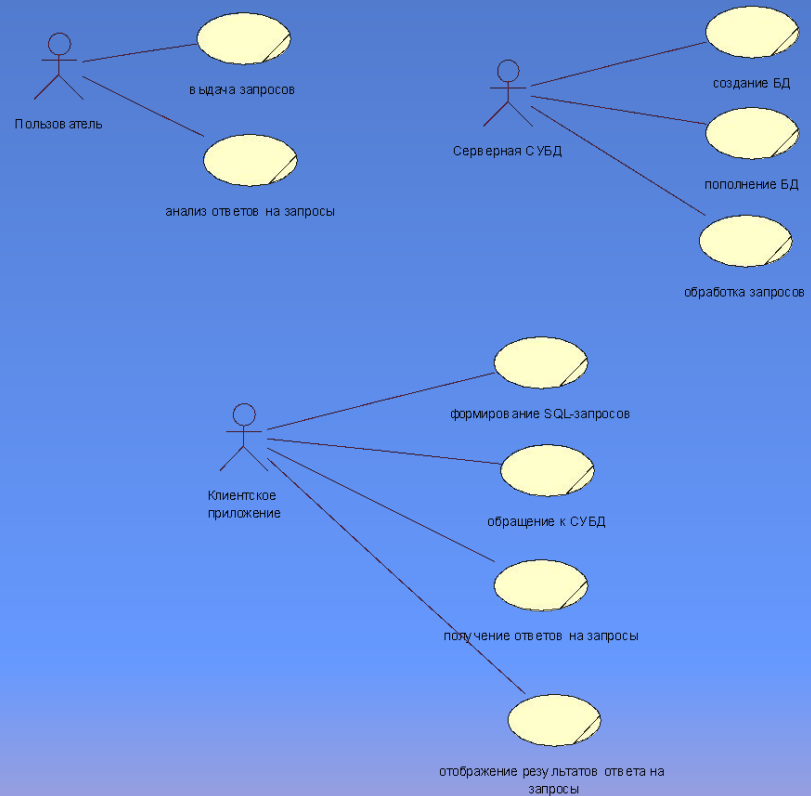 выдача запросов
Пользователь
анализ ответов на запросы
создание БД
Серверная СУБД
пополнение БД
обработка запросов
формирование SQL-запросов
Клиентское
приложение
обращение к СУБД
получение ответов на запросы
отображение результатов ответа на
запросы